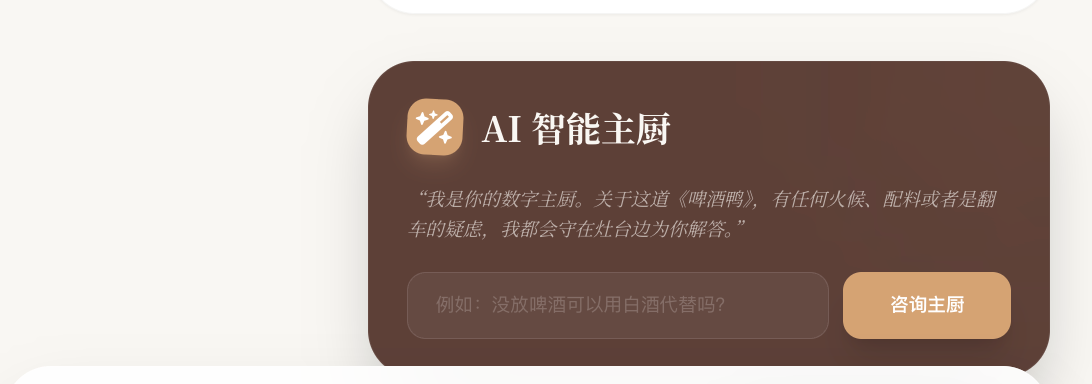 AI 智能主厨
“我是你的数字主厨。关于这道《啤酒鸭》，有任何火候、配料或者是翻
车的疑虑，我都会守在灶台边为你解答。”
例如：没放啤酒可以用白酒代替吗?
咨询主厨